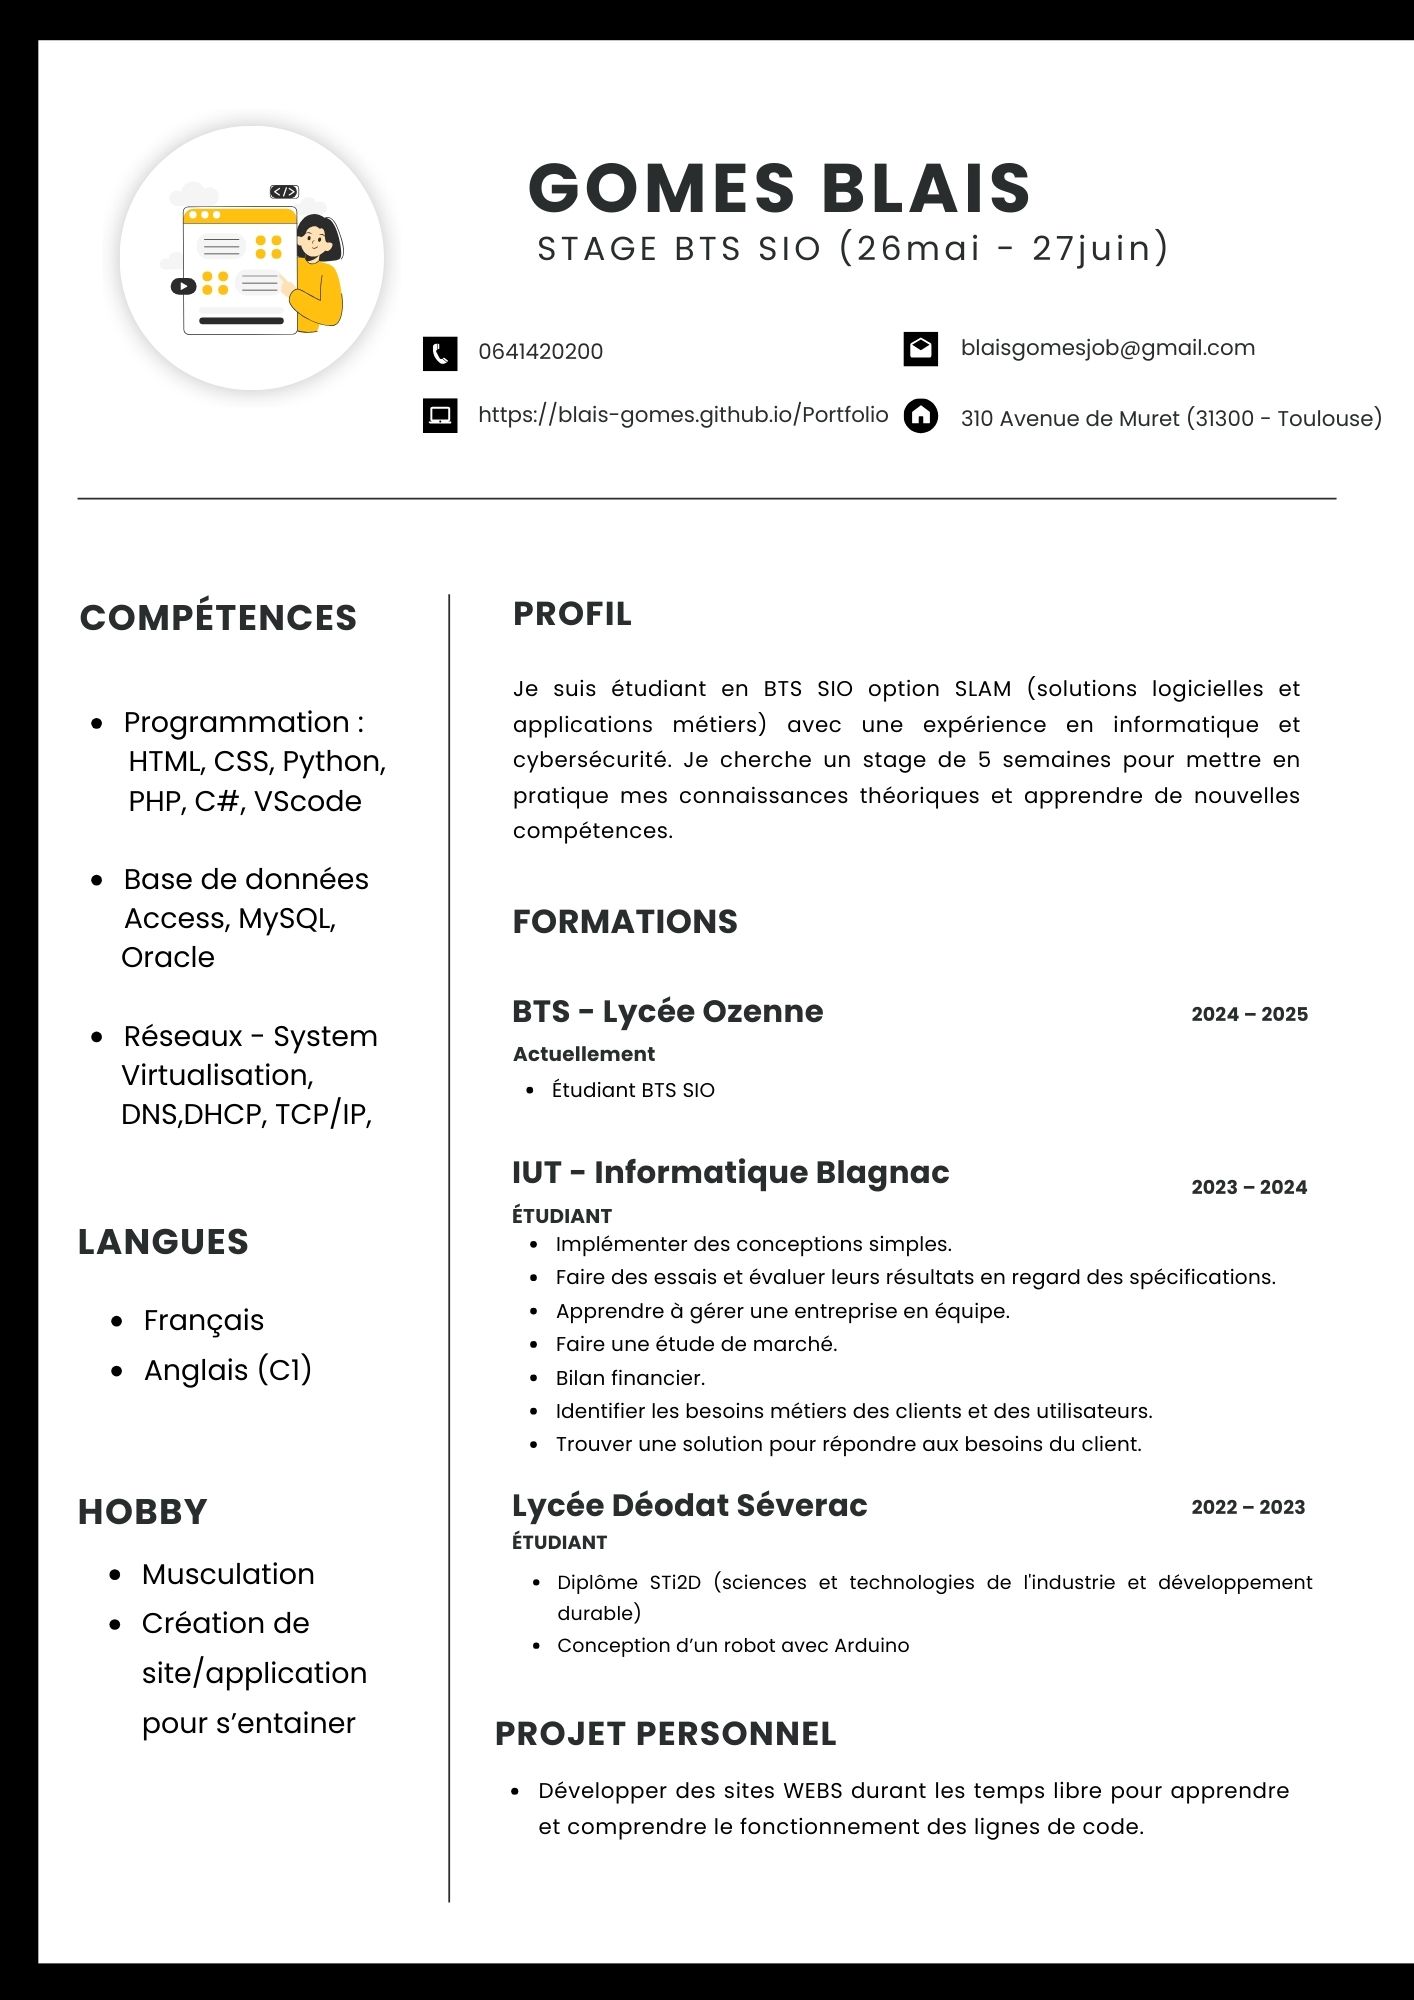 </>
GOMES BLAIS
STAGE BTS SIO (26mai - 27juin)
0641420200
blaisgomesjob@gmail.com
https://blais-gomes.github.io/Portfolio
310 Avenue de Muret (31300 - Toulouse)
COMPÉTENCES
Programmation :
HTML, CSS, Python,
PHP, C#, VScode
Base de données
Access, MySQL,
Oracle
Réseaux - System
Virtualisation,
DNS,DHCP, TCP/IP,
LANGUES
Français
Anglais (C1)
HOBBY
Musculation
Création de
site/application
pour s’entainer
PROFIL
Je suis étudiant en BTS SIO option SLAM (solutions logicielles et
applications métiers) avec une expérience en informatique et
cybersécurité. Je cherche un stage de 5 semaines pour mettre en
pratique mes connaissances théoriques et apprendre de nouvelles
compétences.
FORMATIONS
BTS - Lycée Ozenne
2024 – 2025
Actuellement
Étudiant BTS SIO
IUT - Informatique Blagnac
2023 – 2024
ÉTUDIANT
Implémenter des conceptions simples.
Faire des essais et évaluer leurs résultats en regard des spécifications.
Apprendre à gérer une entreprise en équipe.
Faire une étude de marché.
Bilan financier.
Identifier les besoins métiers des clients et des utilisateurs.
Trouver une solution pour répondre aux besoins du client.
Lycée Déodat Séverac
2022 – 2023
ÉTUDIANT
Diplôme STi2D (sciences et technologies de l'industrie et développement
durable)
Conception d’un robot avec Arduino
PROJET PERSONNEL
Développer des sites WEBS durant les temps libre pour apprendre
et comprendre le fonctionnement des lignes de code.